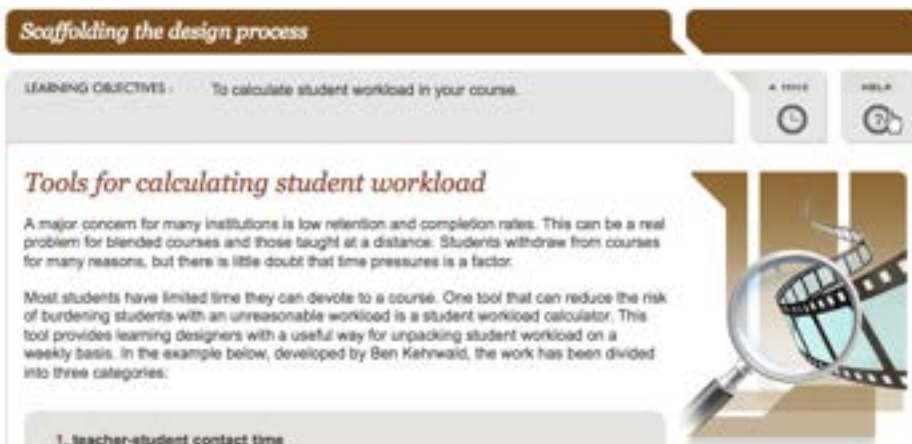 Scaffolding the design process
LEARNING OBJECTIVES :
To calculate student workload in your course.
HELP
?
Tools for calculating student workload
A major concern for many institutions is low retention and completion rates. This can be a real
problem for blended courses and those taught at a distance. Students withdraw from courses
for many reasons, but there is little doubt that time pressures is a factor.
Most students have limited time they can devote to a course. One tool that can reduce the risk
of burdening students with an unreasonable workload is a student workload calculator. This
tool provides learning designers with a useful way for unpacking student workload on a
weekly basis. In the example below, developed by Ben Kehrwald, the work has been divided
into three categories:
1. teacher-student contact time